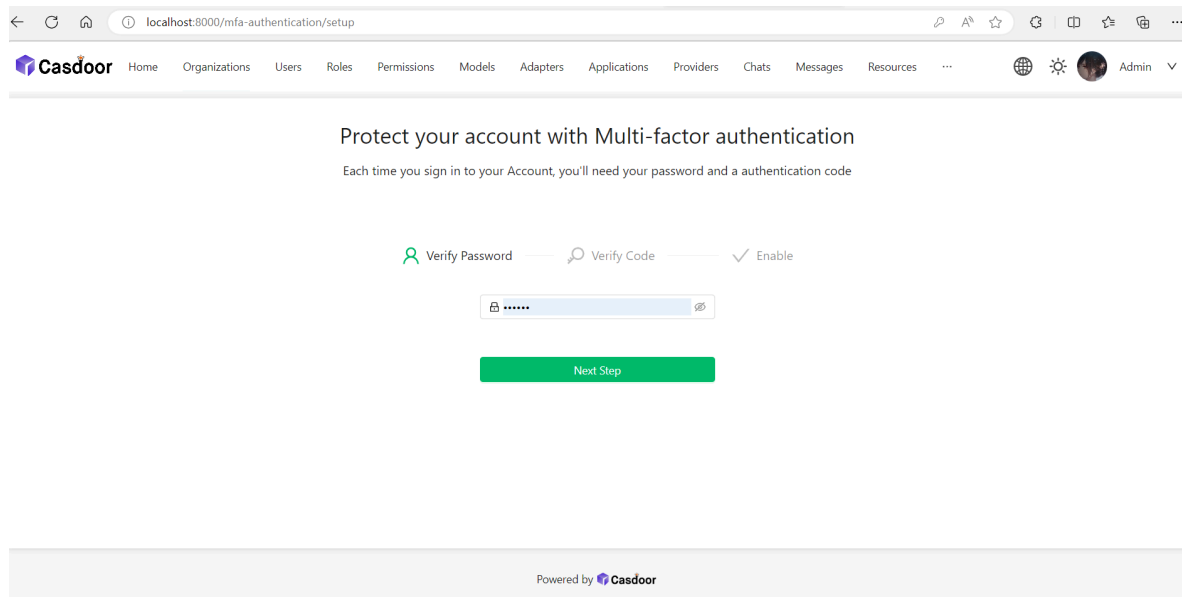 localhost:8000/mfa-authentication/setup
Casdoor Home Organizations Users Roles Permissions Models Adapters Applications Providers Chats Messages Resources ··· Admin
Protect your account with Multi-factor authentication
Each time you sign in to your Account, you'll need your password and a authentication code
Verify Password Verify Code Enable
••••••
Next Step
Powered by Casdoor